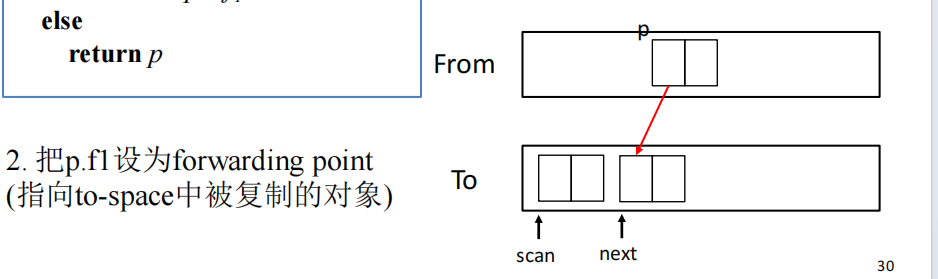 else
return p
p
From
2. 把p.f1设为forwarding point
(指向to-space中被复制的对象)
To
scan
next
30